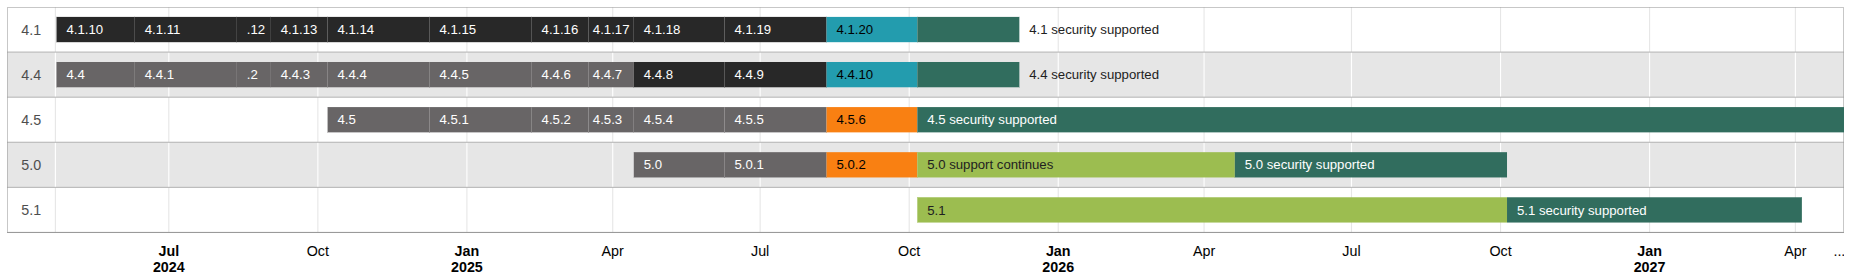 4.1 4.1.10 4.1.11 .12 4.1.13 4.1.14 4.1.15 4.1.16 4.1.17 4.1.18 4.1.19 4.1.20 4.1 security supported
4.4 4.4 4.4.1 .2 4.4.3 4.4.4 4.4.5 4.4.6 4.4.7 4.4.8 4.4.9 4.4.10 4.4 security supported
4.5 4.5 4.5.1 4.5.2 4.5.3 4.5.4 4.5.5 4.5.6 4.5 security supported
5.0 5.0 5.0.1 5.0.2 5.0 support continues 5.0 security supported
5.1 5.1 5.1 security supported
Jul Oct Jan Apr Jul Oct Jan Apr Jul Oct Jan Apr ...
2024 2025 2026 2027